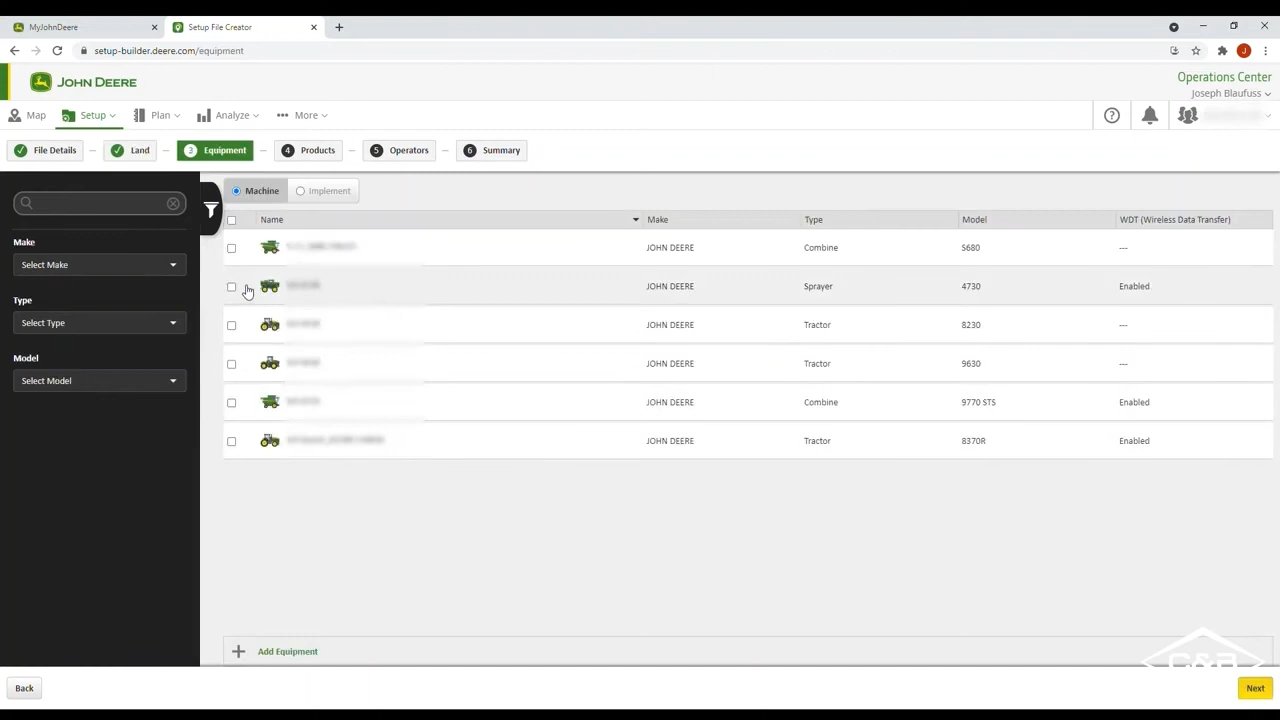 MyJohnDeere
Setup File Creator
setup-builder.deere.com/equipment
J
JOHN DEERE
Operations Center
Joseph Blaufuss
Map
Setup
Plan
Analyze
More
File Details
Land
3 Equipment
4 Products
5 Operators
6 Summary
Machine
Implement
Name
Make
Type
Model
WDT (Wireless Data Transfer)
JOHN DEERE Combine S680 ---
JOHN DEERE Sprayer 4730 Enabled
JOHN DEERE Tractor 8230 ---
JOHN DEERE Tractor 9630 ---
JOHN DEERE Combine 9770 STS Enabled
JOHN DEERE Tractor 8370R Enabled
Make
Select Make
Type
Select Type
Model
Select Model
Add Equipment
Back
Next